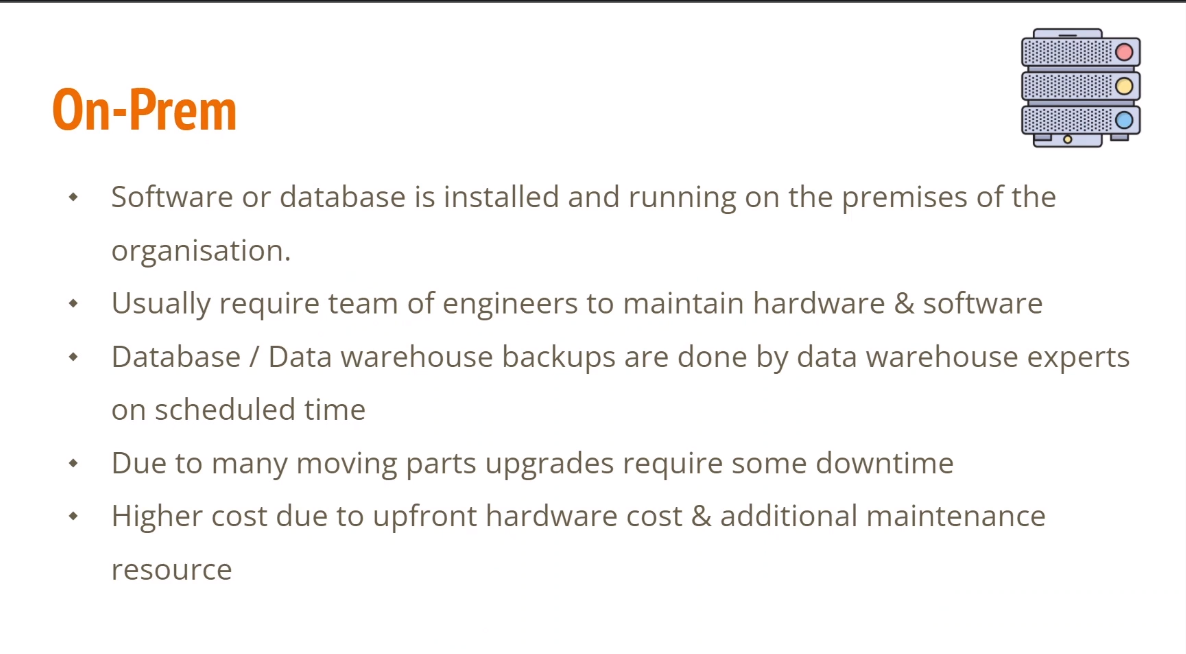 On-Prem
Software or database is installed and running on the premises of the
organisation.
Usually require team of engineers to maintain hardware & software
Database / Data warehouse backups are done by data warehouse experts
on scheduled time
Due to many moving parts upgrades require some downtime
Higher cost due to upfront hardware cost & additional maintenance
resource